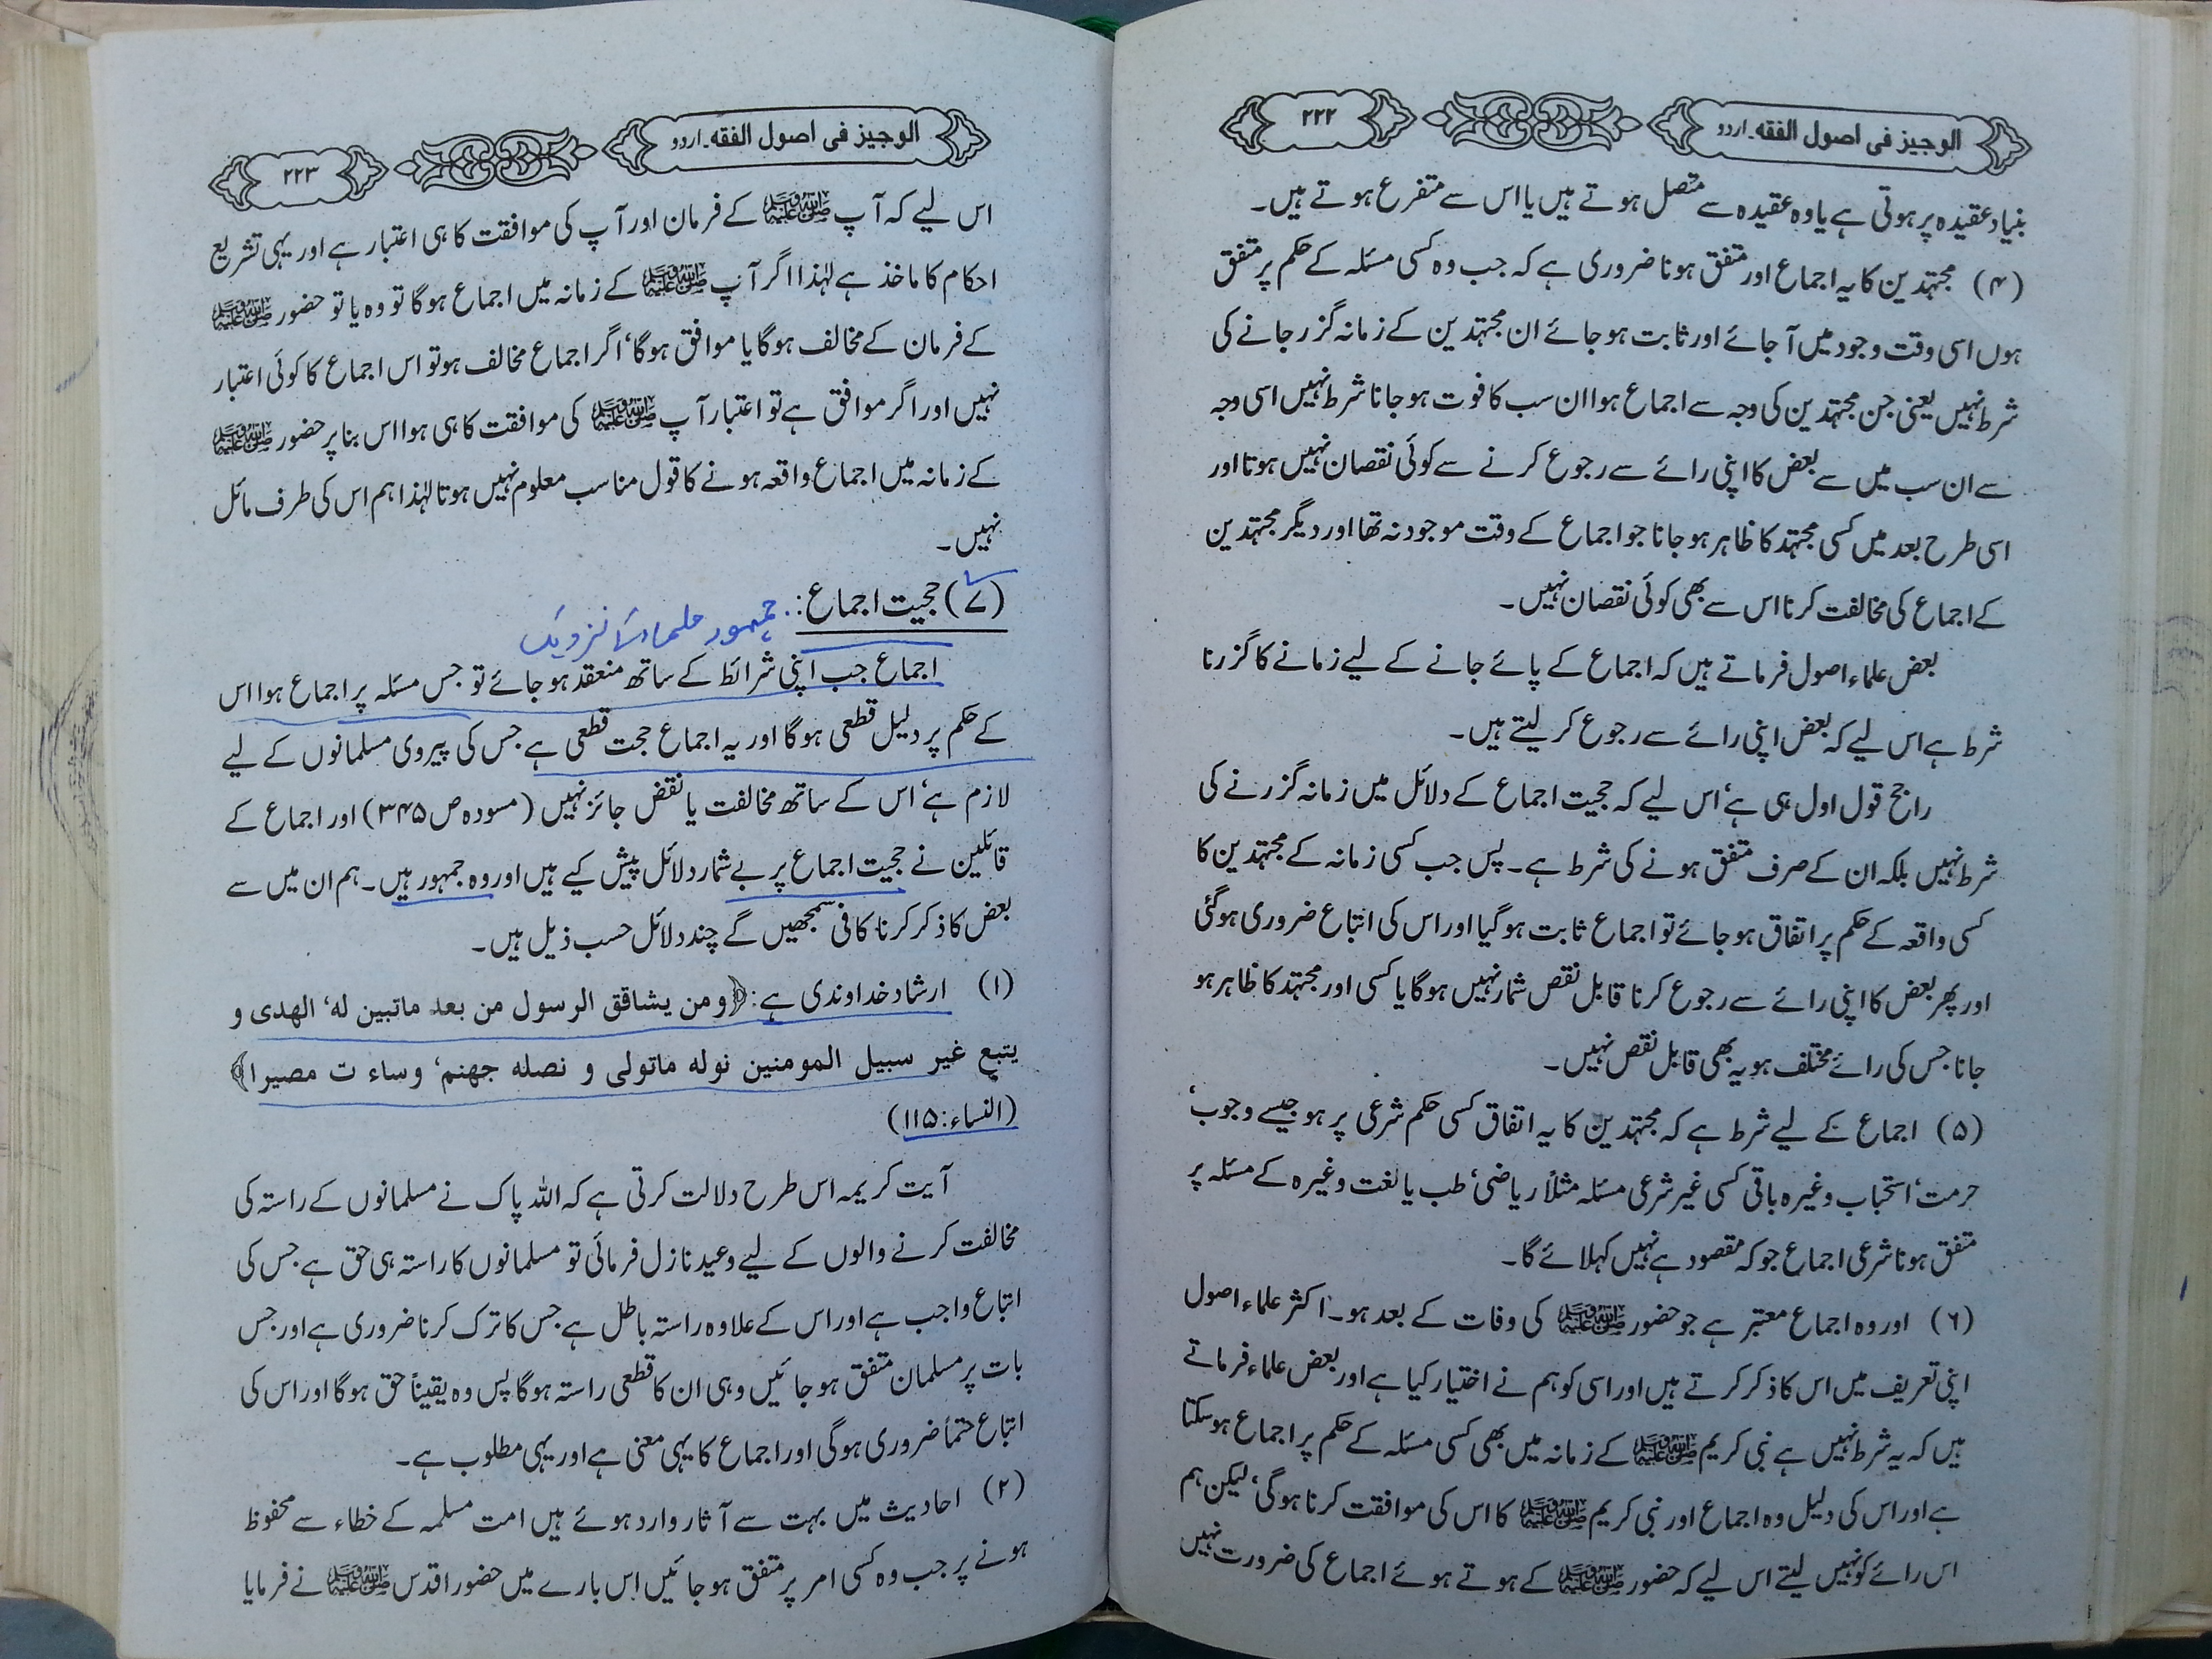 الوجیز فی اصول الفقه۔اردو ۲۲۲
بنیاد عقیدہ پر ہوتی ہے یا وہ عقیدہ سے متصل ہوتے ہیں یا اس سے متفرع ہوتے ہیں۔
(۴) مجتہدین کا یہ اجماع اور متفق ہونا ضروری ہے کہ جب وہ کسی مسئلہ کے حکم پر متفق
ہوں اسی وقت وجود میں آ جائے اور ثابت ہو جائے ان مجتہدین کے زمانہ گزر جانے کی
شرط نہیں یعنی جن مجتہدین کی وجہ سے اجماع ہوا ان سب کا فوت ہو جانا شرط نہیں اسی وجہ
سے ان سب میں سے بعض کا اپنی رائے سے رجوع کرنے سے کوئی نقصان نہیں ہوتا اور
اسی طرح بعد میں کسی مجتہد کا ظاہر ہو جانا جو اجماع کے وقت موجود نہ تھا اور دیگر مجتہدین
کے اجماع کی مخالفت کرنا اس سے بھی کوئی نقصان نہیں۔
بعض علماء اصول فرماتے ہیں کہ اجماع کے پائے جانے کے لیے زمانے کا گزرنا
شرط ہے اس لیے کہ بعض اپنی رائے سے رجوع کر لیتے ہیں۔
راجح قول اول ہی ہے‘ اس لیے کہ حجیت اجماع کے دلائل میں زمانہ گزرنے کی
شرط نہیں بلکہ ان کے صرف متفق ہونے کی شرط ہے۔ پس جب کسی زمانہ کے مجتہدین کا
کسی واقعہ کے حکم پر اتفاق ہو جائے تو اجماع ثابت ہو گیا اور اس کی اتباع ضروری ہو گئی
اور پھر بعض کا اپنی رائے سے رجوع کرنا قابل نقص شمار نہیں ہوگا یا کسی اور مجتہد کا ظاہر ہو
جانا جس کی رائے مختلف ہو یہ بھی قابل نقص نہیں۔
(۵) اجماع کے لیے شرط ہے کہ مجتہدین کا یہ اتفاق کسی حکم شرعی پر ہو جیسے وجوب‘
حرمت‘ استحباب وغیرہ باقی کسی غیر شرعی مسئلہ مثلاً ریاضی‘ طب یا لغت وغیرہ کے مسئلہ پر
متفق ہونا شرعی اجماع جو کہ مقصود ہے نہیں کہلائے گا۔
(۶) اور وہ اجماع معتبر ہے جو حضور ﷺ کی وفات کے بعد ہو۔ اکثر علماء اصول
اپنی تعریف میں اس کا ذکر کرتے ہیں اور اسی کو ہم نے اختیار کیا ہے اور بعض علماء فرماتے
ہیں کہ یہ شرط نہیں ہے نبی کریم ﷺ کے زمانہ میں بھی کسی مسئلہ کے حکم پر اجماع ہو سکتا
ہے اور اس کی دلیل وہ اجماع اور نبی کریم ﷺ کا اس کی موافقت کرنا ہو گی‘ لیکن ہم
اس رائے کو نہیں لیتے اس لیے کہ حضور ﷺ کے ہوتے ہوئے اجماع کی ضرورت نہیں
الوجیز فی اصول الفقه۔اردو ۲۲۳
اس لیے کہ آپ ﷺ کے فرمان اور آپ کی موافقت کا ہی اعتبار ہے اور یہی تشریع
احکام کا ماخذ ہے لہٰذا اگر آپ ﷺ کے زمانہ میں اجماع ہوگا تو وہ یا تو حضور ﷺ
کے فرمان کے مخالف ہوگا یا موافق ہوگا‘ اگر اجماع مخالف ہو تو اس اجماع کا کوئی اعتبار
نہیں اور اگر موافق ہے تو اعتبار آپ ﷺ کی موافقت کا ہی ہوا اس بنا پر حضور ﷺ
کے زمانہ میں اجماع واقعہ ہونے کا قول مناسب معلوم نہیں ہوتا لہٰذا ہم اس کی طرف مائل
نہیں۔
(۷) حجیت اجماع:۔ جمہور علماء کے نزدیک
اجماع جب اپنی شرائط کے ساتھ منعقد ہو جائے تو جس مسئلہ پر اجماع ہوا اس
کے حکم پر دلیل قطعی ہوگا اور یہ اجماع حجت قطعی ہے جس کی پیروی مسلمانوں کے لیے
لازم ہے‘ اس کے ساتھ مخالفت یا نقض جائز نہیں (مسودہ ص ۳۴۵) اور اجماع کے
قائلین نے حجیت اجماع پر بے شمار دلائل پیش کیے ہیں اور وہ جمہور ہیں۔ ہم ان میں سے
بعض کا ذکر کرنا کافی سمجھیں گے چند دلائل حسب ذیل ہیں۔
(۱) ارشاد خداوندی ہے: ﴿ومن یشاقق الرسول من بعد ماتبین له‘ الهدی و
یتبع غیر سبیل المومنین نوله ماتولی و نصله جهنم‘ وساء ت مصیرا﴾
(النساء:۱۱۵)
آیت کریمہ اس طرح دلالت کرتی ہے کہ اللہ پاک نے مسلمانوں کے راستہ کی
مخالفت کرنے والوں کے لیے وعید نازل فرمائی تو مسلمانوں کا راستہ ہی حق ہے جس کی
اتباع واجب ہے اور اس کے علاوہ راستہ باطل ہے جس کا ترک کرنا ضروری ہے اور جس
بات پر مسلمان متفق ہو جائیں وہی ان کا قطعی راستہ ہوگا پس وہ یقیناً حق ہوگا اور اس کی
اتباع حتماً ضروری ہوگی اور اجماع کا یہی معنی ہے اور یہی مطلوب ہے۔
(۲) احادیث میں بہت سے آثار وارد ہوئے ہیں امت مسلمہ کے خطاء سے محفوظ
ہونے پر جب وہ کسی امر پر متفق ہو جائیں اس بارے میں حضور اقدس ﷺ نے فرمایا